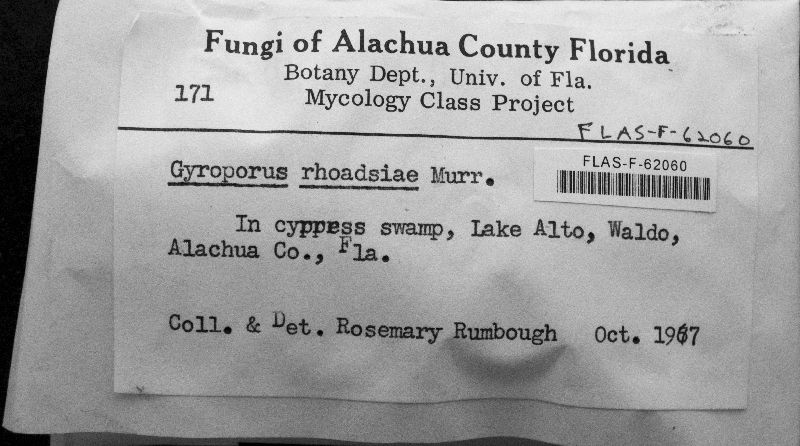 Fungi of Alachua County Florida
Botany Dept., Univ. of Fla.
171
Mycology Class Project
FLAS-F-62060
FLAS-F-62060
Gyroporus rhoadsiae Murr.
In cyppess swamp, Lake Alto, Waldo,
Alachua Co., Fla.
Coll. & Det. Rosemary Rumbough Oct. 1967